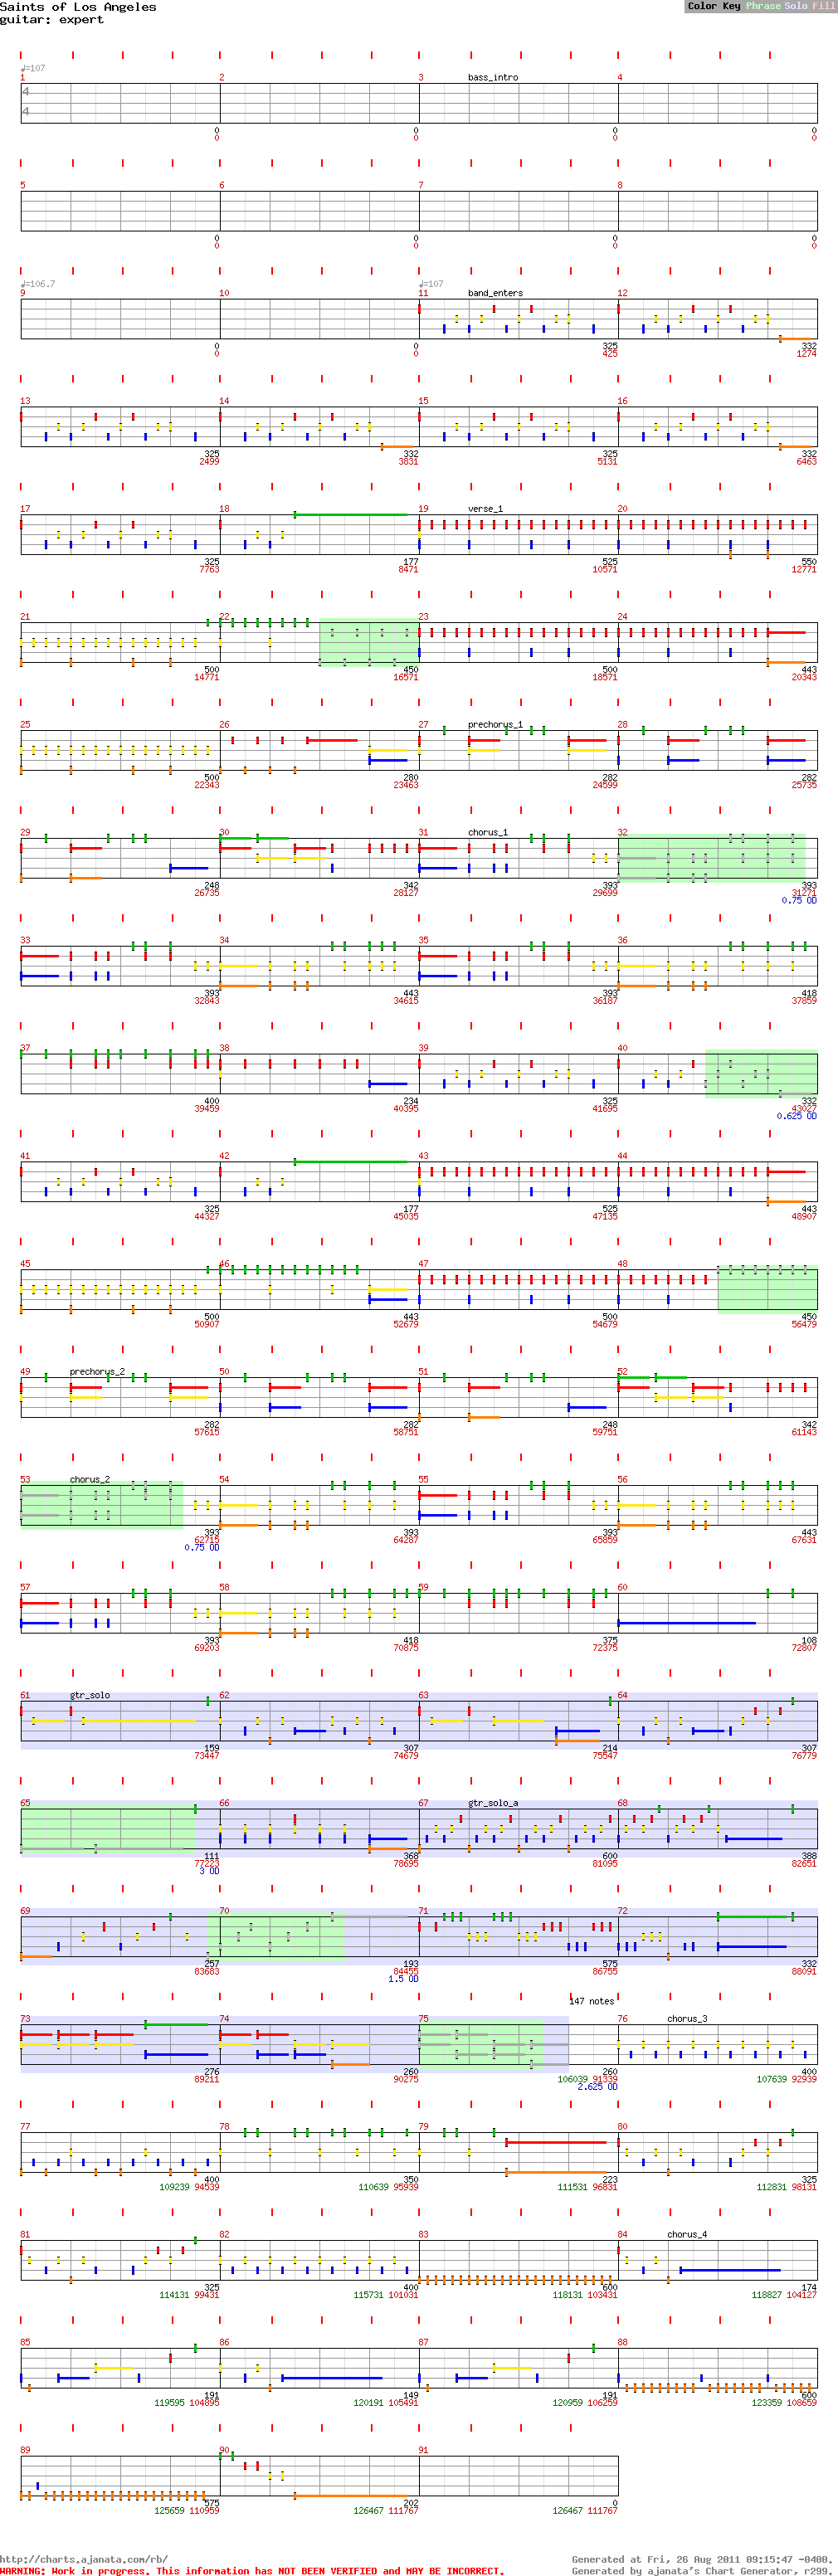 Saints of Los Angeles
guitar: expert
Color Key Phrase Solo Fill
♩=107
1 2 3 bass_intro 4
4
4
0 0 0 0
0 0 0 0
5 6 7 8
0 0 0 0
0 0 0 0
♩=106.7 ♩=107
9 10 11 band_enters 12
0 0 325 332
0 0 425 1274
13 14 15 16
325 332 325 332
2499 3831 5131 6463
17 18 19 verse_1 20
325 177 525 550
7763 8471 10571 12771
21 22 23 24
500 450 500 443
14771 16571 18571 20343
25 26 27 prechorus_1 28
500 280 282 282
22343 23463 24599 25735
29 30 31 chorus_1 32
248 342 393 393
26735 28127 29699 31271
0.75 OD
33 34 35 36
393 443 393 418
32843 34615 36187 37859
37 38 39 40
400 234 325 332
39459 40395 41695 43027
0.625 OD
41 42 43 44
325 177 525 443
44327 45035 47135 48907
45 46 47 48
500 443 500 450
50907 52679 54679 56479
49 prechorus_2 50 51 52
282 282 248 342
57615 58751 59751 61143
53 chorus_2 54 55 56
393 393 393 443
62715 64287 65859 67631
0.75 OD
57 58 59 60
393 418 375 108
69203 70875 72375 72807
61 gtr_solo 62 63 64
159 307 214 307
73447 74679 75547 76779
65 66 67 gtr_solo_a 68
111 368 600 388
77223 78695 81095 82651
3 OD
69 70 71 72
257 193 575 332
83683 84455 86755 88091
1.5 OD
147 notes
73 74 75 76 chorus_3
276 260 260 400
89211 90275 106039 91339 107639 92939
2.625 OD
77 78 79 80
400 350 223 325
109239 94539 110639 95939 111531 96831 112831 98131
81 82 83 84 chorus_4
325 400 600 174
114131 99431 115731 101031 118131 103431 118827 104127
85 86 87 88
191 149 191 600
119595 104895 120191 105491 120959 106259 123359 108659
89 90 91
575 202 0
125659 110959 126467 111767 126467 111767
http://charts.ajanata.com/rb/
Generated at Fri, 26 Aug 2011 09:15:47 -0400.
WARNING: Work in progress. This information has NOT BEEN VERIFIED and MAY BE INCORRECT.
Generated by ajanata's Chart Generator, r299.